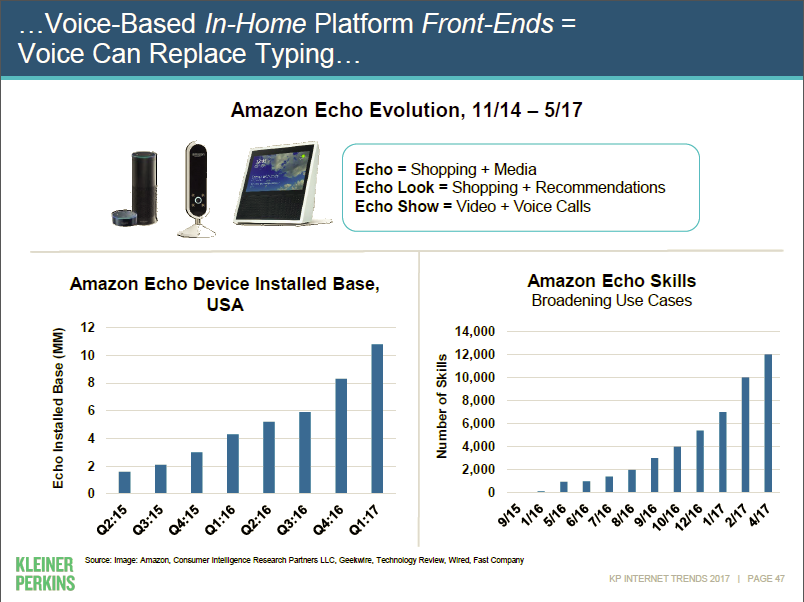 …Voice-Based In-Home Platform Front-Ends =
Voice Can Replace Typing…
Amazon Echo Evolution, 11/14 – 5/17
Echo = Shopping + Media
Echo Look = Shopping + Recommendations
Echo Show = Video + Voice Calls
Amazon Echo Device Installed Base,
USA
Echo Installed Base (MM)
12
10
8
6
4
2
0
Q2:15 Q3:15 Q4:15 Q1:16 Q2:16 Q3:16 Q4:16 Q1:17
Amazon Echo Skills
Broadening Use Cases
Number of Skills
14,000
12,000
10,000
8,000
6,000
4,000
2,000
0
9/15 1/16 5/16 6/16 7/16 8/16 9/16 10/16 12/16 1/17 2/17 4/17
Source: Image: Amazon, Consumer Intelligence Research Partners LLC, Geekwire, Technology Review, Wired, Fast Company
KLEINER
PERKINS
KP INTERNET TRENDS 2017 | PAGE 47